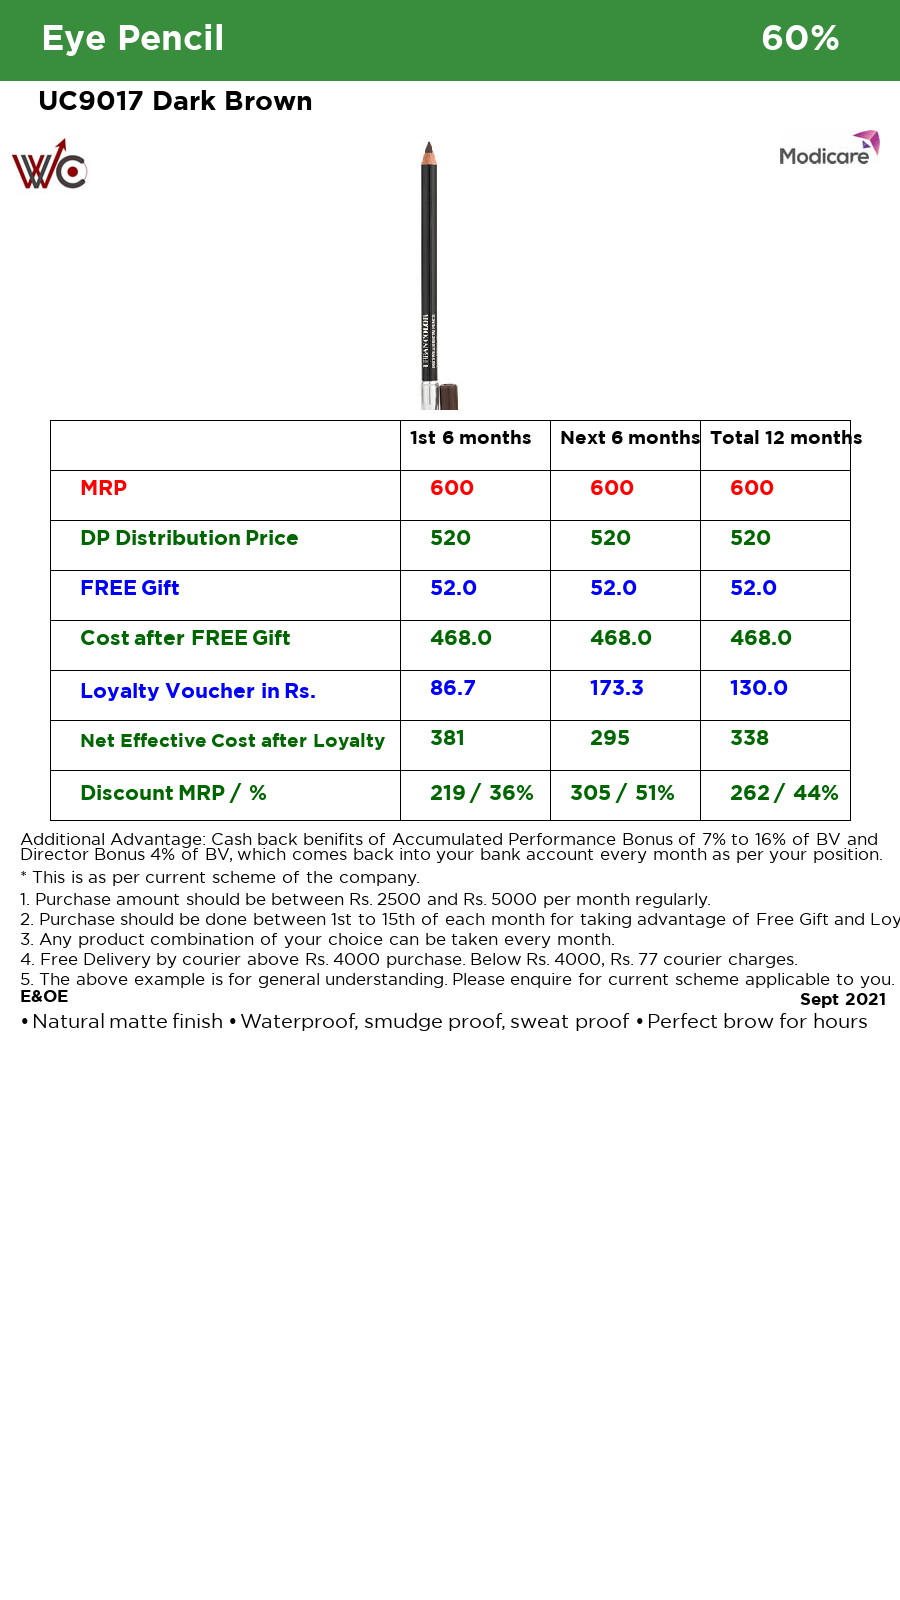 Eye Pencil 60%
UC9017 Dark Brown
WC
Modicare
URBAN COLOR
1st 6 months Next 6 months Total 12 months
MRP 600 600 600
DP Distribution Price 520 520 520
FREE Gift 52.0 52.0 52.0
Cost after FREE Gift 468.0 468.0 468.0
Loyalty Voucher in Rs. 86.7 173.3 130.0
Net Effective Cost after Loyalty 381 295 338
Discount MRP / % 219 / 36% 305 / 51% 262 / 44%
Additional Advantage: Cash back benifits of Accumulated Performance Bonus of 7% to 16% of BV and
Director Bonus 4% of BV, which comes back into your bank account every month as per your position.
* This is as per current scheme of the company.
1. Purchase amount should be between Rs. 2500 and Rs. 5000 per month regularly.
2. Purchase should be done between 1st to 15th of each month for taking advantage of Free Gift and Loy
3. Any product combination of your choice can be taken every month.
4. Free Delivery by courier above Rs. 4000 purchase. Below Rs. 4000, Rs. 77 courier charges.
5. The above example is for general understanding. Please enquire for current scheme applicable to you.
E&OE
Sept 2021
• Natural matte finish • Waterproof, smudge proof, sweat proof • Perfect brow for hours